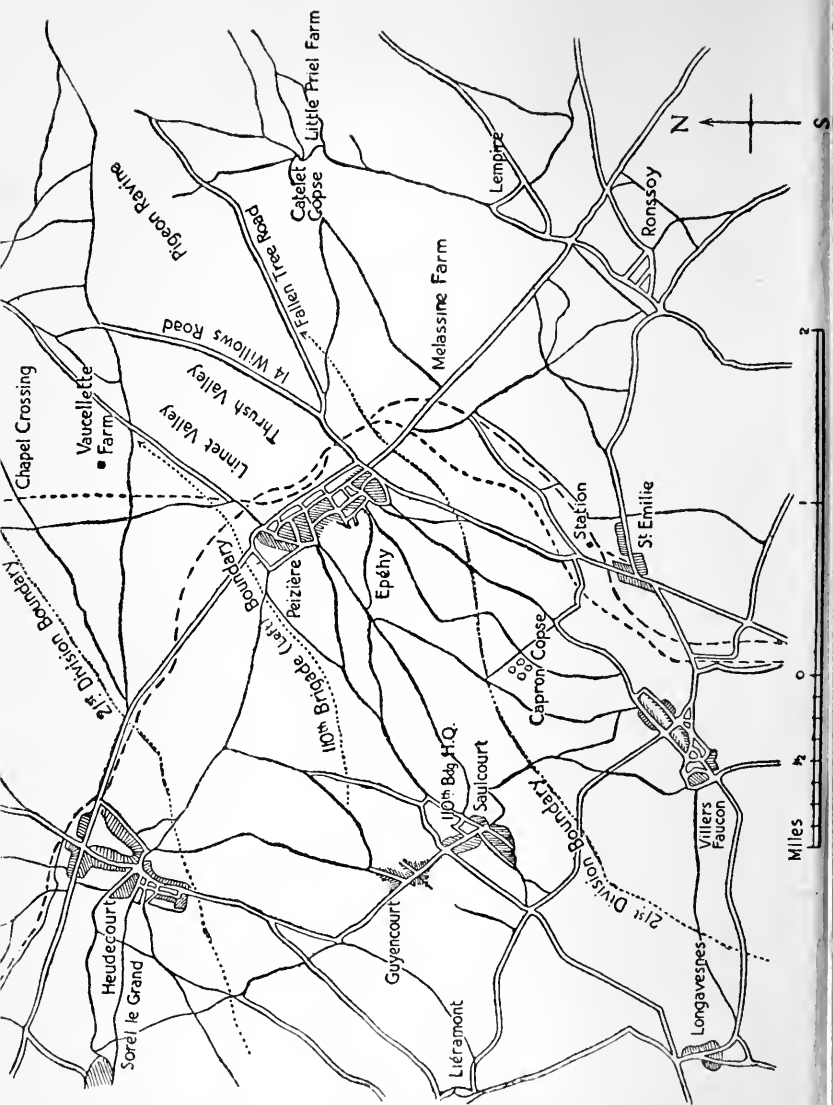 Chapel Crossing
21st Division Boundary
Vaucellette
Farm
Heudecourt
Sorel le Grand
Pigeon Ravine
14 Willows Road
Thrush Valley
Linnet Valley
Boundary
110th Brigade (Left)
Peizière
Epéhy
Little Priel Farm
Catelet
Copse
Fallen Tree Road
Guyencourt
Liéramont
110th Bdg H.Q.
Saulcourt
Melassine Farm
Lempire
Capron Copse
21st Division Boundary
Station
St Emilie
Ronssoy
Villers
Faucon
Longavesnes
N
S
Miles ½ 0 1 2